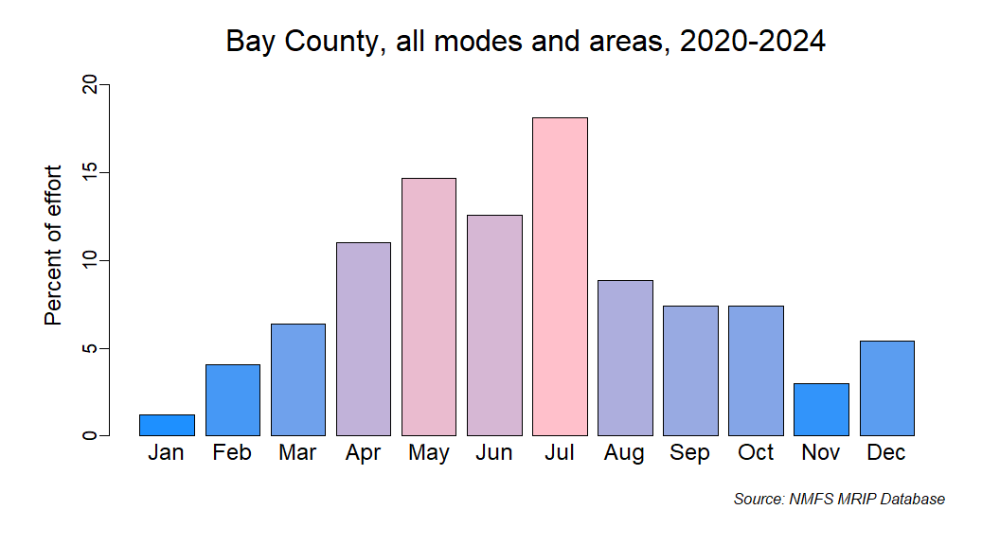 Bay County, all modes and areas, 2020-2024
Percent of effort
20
15
10
5
0
Jan Feb Mar Apr May Jun Jul Aug Sep Oct Nov Dec
Source: NMFS MRIP Database